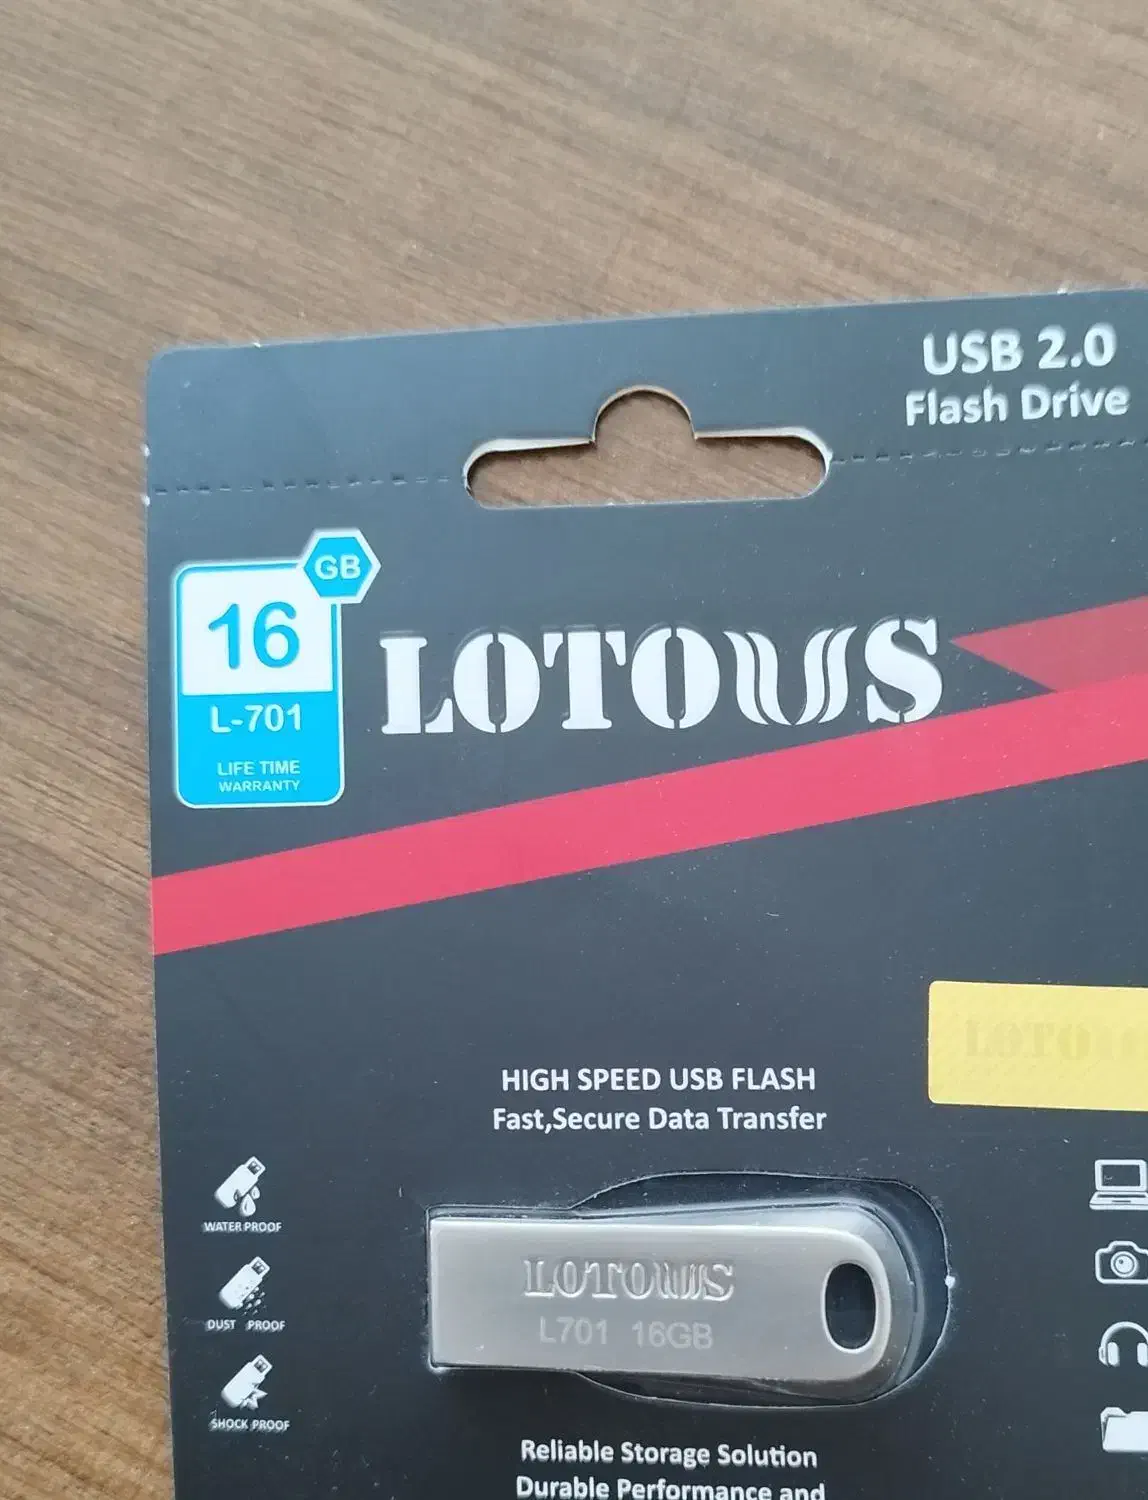 USB 2.0
Flash Drive
GB
16
L-701
LIFE TIME
WARRANTY
LOTOUS
HIGH SPEED USB FLASH
Fast,Secure Data Transfer
WATER PROOF
DUST PROOF
SHOCK PROOF
LOTOUS
L701 16GB
Reliable Storage Solution
Durable Performance and